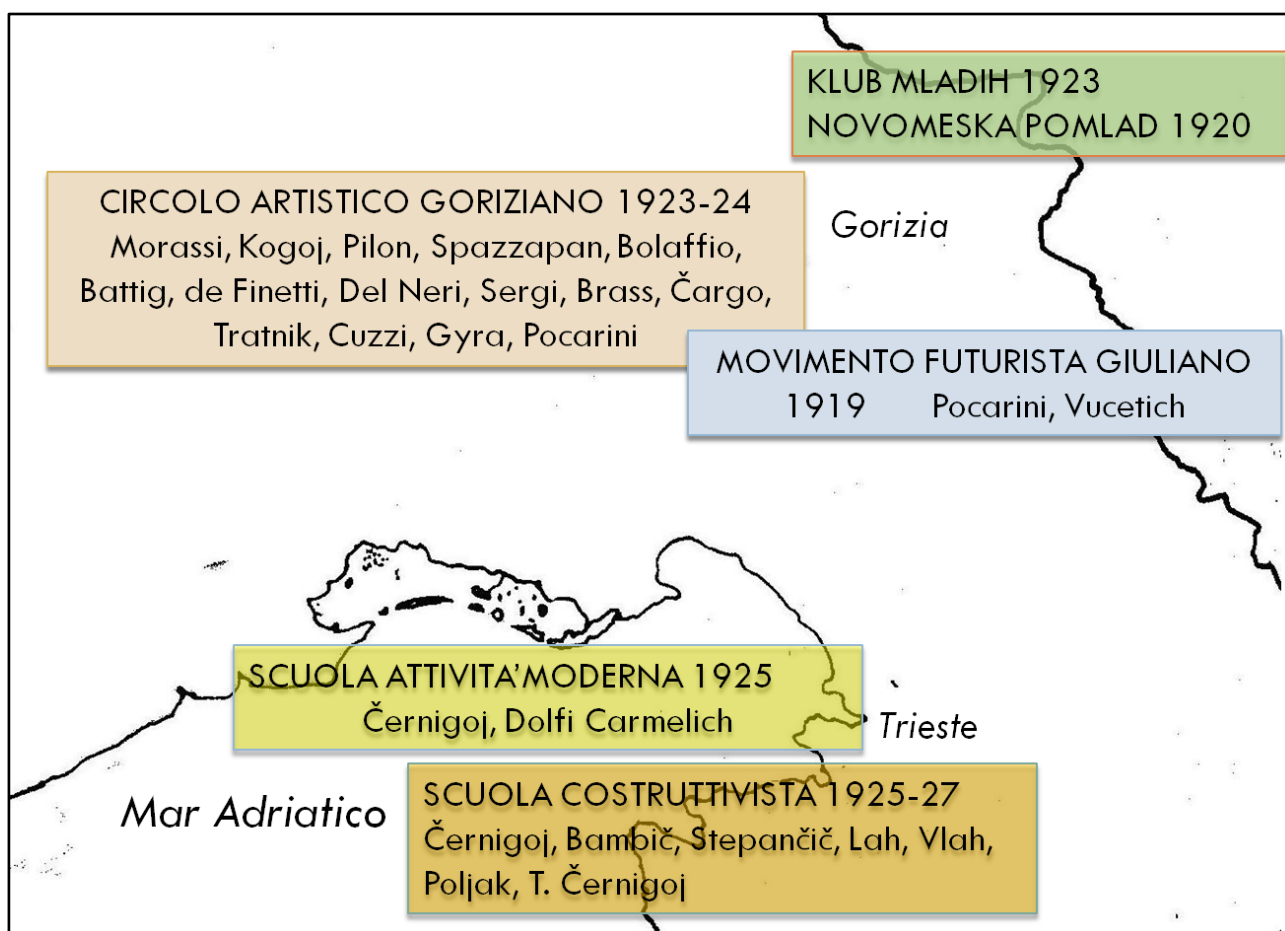 KLUB MLADIH 1923
NOVOMESKA POMLAD 1920
CIRCOLO ARTISTICO GORIZIANO 1923-24
Morassi, Kogoj, Pilon, Spazzapan, Bolaffio,
Battig, de Finetti, Del Neri, Sergi, Brass, Čargo,
Tratnik, Cuzzi, Gyra, Pocarini
Gorizia
MOVIMENTO FUTURISTA GIULIANO
1919 Pocarini, Vucetich
SCUOLA ATTIVITA'MODERNA 1925
Černigoj, Dolfi Carmelich
Trieste
Mar Adriatico
SCUOLA COSTRUTTIVISTA 1925-27
Černigoj, Bambič, Stepančič, Lah, Vlah,
Poljak, T. Černigoj